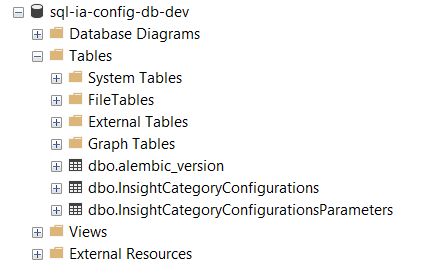 sql-ia-config-db-dev
Database Diagrams
Tables
System Tables
FileTables
External Tables
Graph Tables
dbo.alembic_version
dbo.InsightCategoryConfigurations
dbo.InsightCategoryConfigurationsParameters
Views
External Resources